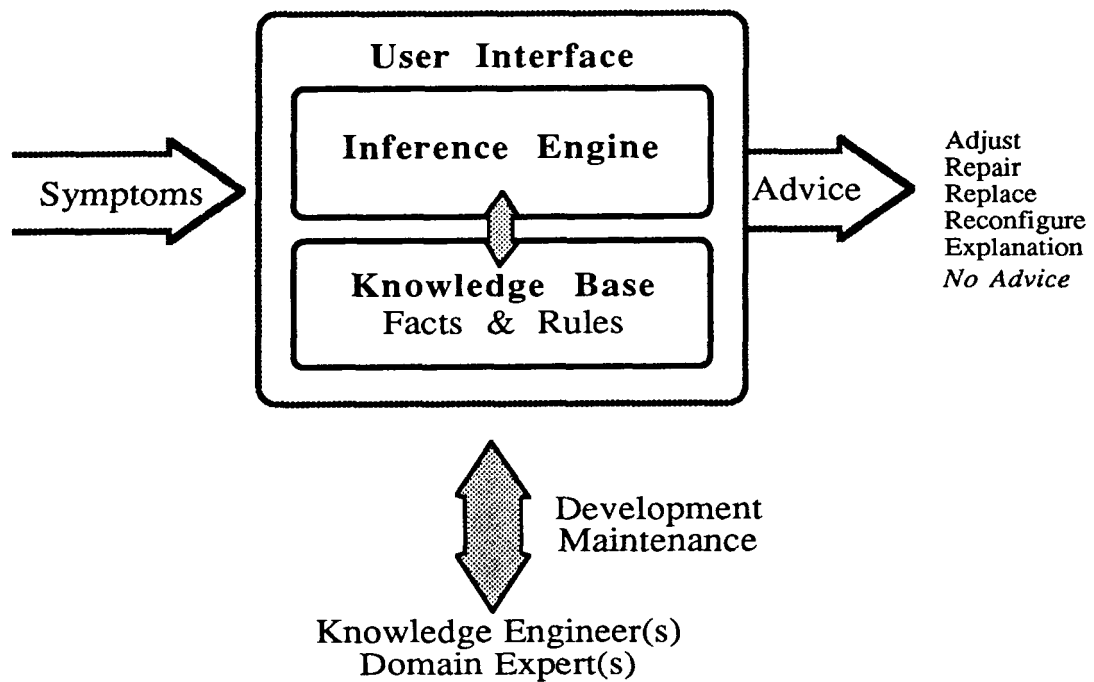 User Interface
Inference Engine
Symptoms
Advice
Adjust
Repair
Replace
Reconfigure
Explanation
No Advice
Knowledge Base
Facts & Rules
Development
Maintenance
Knowledge Engineer(s)
Domain Expert(s)